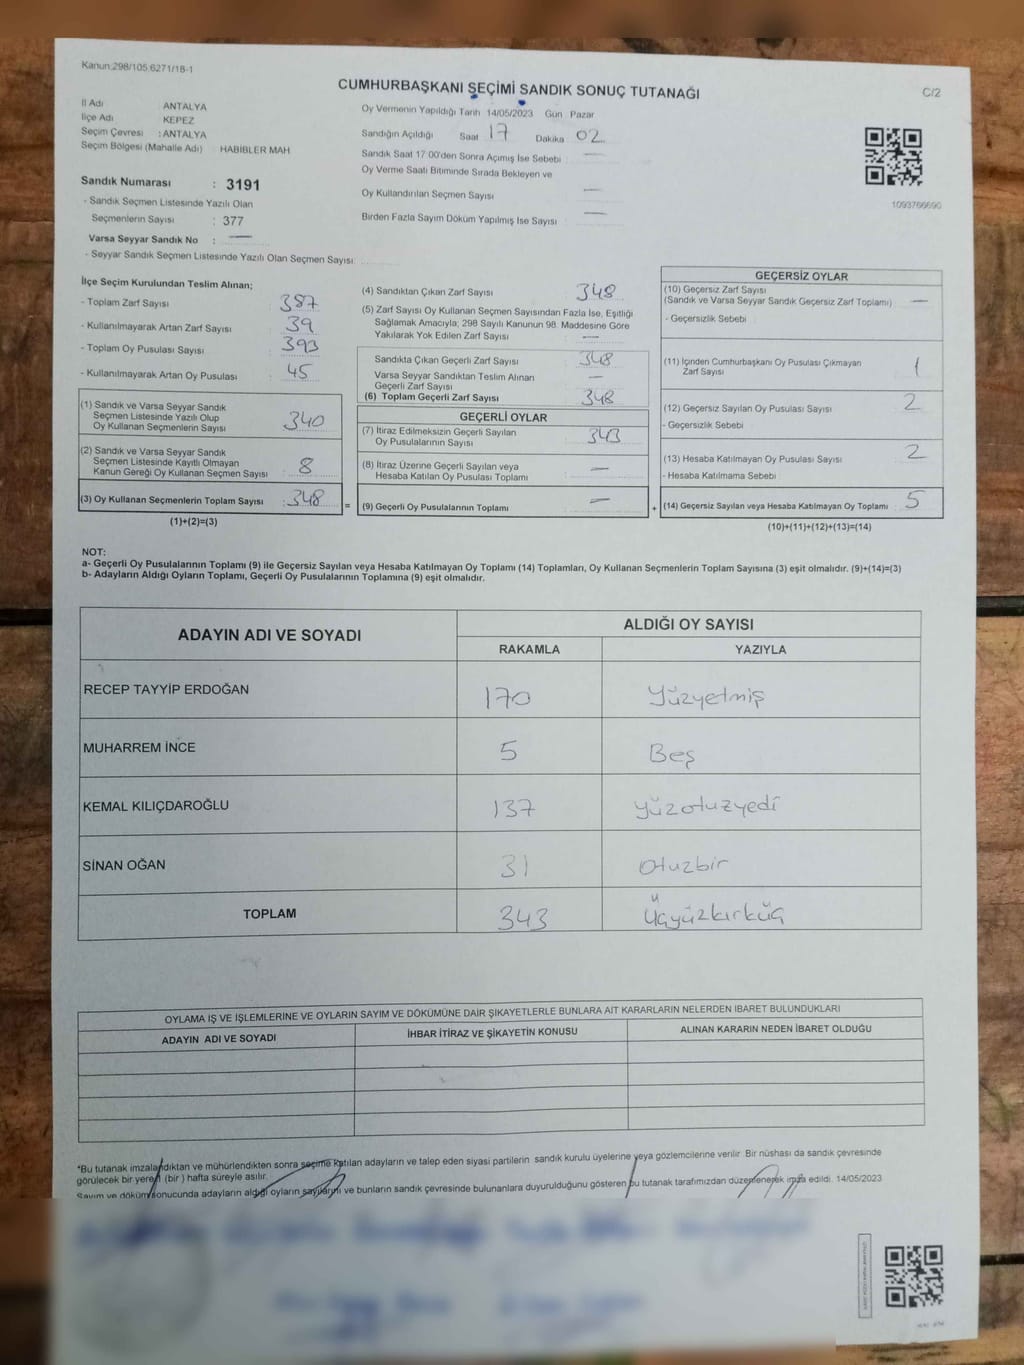 Kanun:298/105,6271/18-1
CUMHURBAŞKANI SEÇİMİ SANDIK SONUÇ TUTANAĞI
C/2
İl Adı ANTALYA
İlçe Adı KEPEZ
Seçim Çevresi : ANTALYA
Seçim Bölgesi (Mahalle Adı) HABİBLER MAH
Oy Vermenin Yapıldığı Tarih 14/05/2023 Gün Pazar
Sandığın Açıldığı Saat 17 Dakika 02
Sandık Saat 17:00'den Sonra Açımış İse Sebebi —
Oy Verme Saati Bitiminde Sırada Bekleyen ve
Oy Kullandırılan Seçmen Sayısı —
Birden Fazla Sayım Döküm Yapılmış İse Sayısı —
1093766690
Sandık Numarası : 3191
- Sandık Seçmen Listesinde Yazılı Olan
Seçmenlerin Sayısı : 377
Varsa Seyyar Sandık No : —
- Seyyar Sandık Seçmen Listesinde Yazılı Olan Seçmen Sayısı:
İlçe Seçim Kurulundan Teslim Alınan;
- Toplam Zarf Sayısı 387
- Kullanılmayarak Artan Zarf Sayısı : 39
- Toplam Oy Pusulası Sayısı : 393
- Kullanılmayarak Artan Oy Pusulası : 45
(1) Sandık ve Varsa Seyyar Sandık
Seçmen Listesinde Yazılı Olup
Oy Kullanan Seçmenlerin Sayısı 340
(2) Sandık ve Varsa Seyyar Sandık
Seçmen Listesinde Kayıtlı Olmayan
Kanun Gereği Oy Kullanan Seçmen Sayısı 8
(3) Oy Kullanan Seçmenlerin Toplam Sayısı : 348 =
(1)+(2)=(3)
(4) Sandıktan Çıkan Zarf Sayısı 348
(5) Zarf Sayısı Oy Kullanan Seçmen Sayısından Fazla İse, Eşitliği
Sağlamak Amacıyla; 298 Sayılı Kanunun 98. Maddesine Göre
Yakılarak Yok Edilen Zarf Sayısı : —
Sandıkta Çıkan Geçerli Zarf Sayısı : 348
Varsa Seyyar Sandıktan Teslim Alınan
Geçerli Zarf Sayısı —
(6) Toplam Geçerli Zarf Sayısı 348
GEÇERLİ OYLAR
(7) İtiraz Edilmeksizin Geçerli Sayılan
Oy Pusulalarının Sayısı 343
(8) İtiraz Üzerine Geçerli Sayılan veya
Hesaba Katılan Oy Pusulası Toplamı —
(9) Geçerli Oy Pusulalarının Toplamı — +
GEÇERSİZ OYLAR
(10) Geçersiz Zarf Sayısı
(Sandık ve Varsa Seyyar Sandık Geçersiz Zarf Toplamı) —
- Geçersizlik Sebebi
(11) İçinden Cumhurbaşkanı Oy Pusulası Çıkmayan
Zarf Sayısı 1
(12) Geçersiz Sayılan Oy Pusulası Sayısı 2
- Geçersizlik Sebebi
(13) Hesaba Katılmayan Oy Pusulası Sayısı 2
- Hesaba Katılmama Sebebi
(14) Geçersiz Sayılan veya Hesaba Katılmayan Oy Toplamı 5
(10)+(11)+(12)+(13)=(14)
NOT:
a- Geçerli Oy Pusulalarının Toplamı (9) ile Geçersiz Sayılan veya Hesaba Katılmayan Oy Toplamı (14) Toplamları, Oy Kullanan Seçmenlerin Toplam Sayısına (3) eşit olmalıdır. (9)+(14)=(3)
b- Adayların Aldığı Oyların Toplamı, Geçerli Oy Pusulalarının Toplamına (9) eşit olmalıdır.
ADAYIN ADI VE SOYADI
ALDIĞI OY SAYISI
RAKAMLA YAZIYLA
RECEP TAYYİP ERDOĞAN 170 Yüzyetmiş
MUHARREM İNCE 5 Beş
KEMAL KILIÇDAROĞLU 137 yüzotuzyedi
SİNAN OĞAN 31 Otuzbir
TOPLAM 343 Üçyüzkırküç
OYLAMA İŞ VE İŞLEMLERİNE VE OYLARIN SAYIM VE DÖKÜMÜNE DAİR ŞİKAYETLERLE BUNLARA AİT KARARLARIN NELERDEN İBARET BULUNDUKLARI
ADAYIN ADI VE SOYADI İHBAR İTİRAZ VE ŞİKAYETİN KONUSU ALINAN KARARIN NEDEN İBARET OLDUĞU
*Bu tutanak imzalandıktan ve mühürlendikten sonra seçime katılan adayların ve talep eden siyasi partilerin sandık kurulu üyelerine veya gözlemcilerine verilir. Bir nüshası da sandık çevresinde
görülecek bir yere (bir) hafta süreyle asılır.
Sayım ve döküm sonucunda adayların aldığı oyların sayılarını ve bunların sandık çevresinde bulunanlara duyurulduğunu gösteren bu tutanak tarafımızdan düzenlenerek imza edildi. 14/05/2023